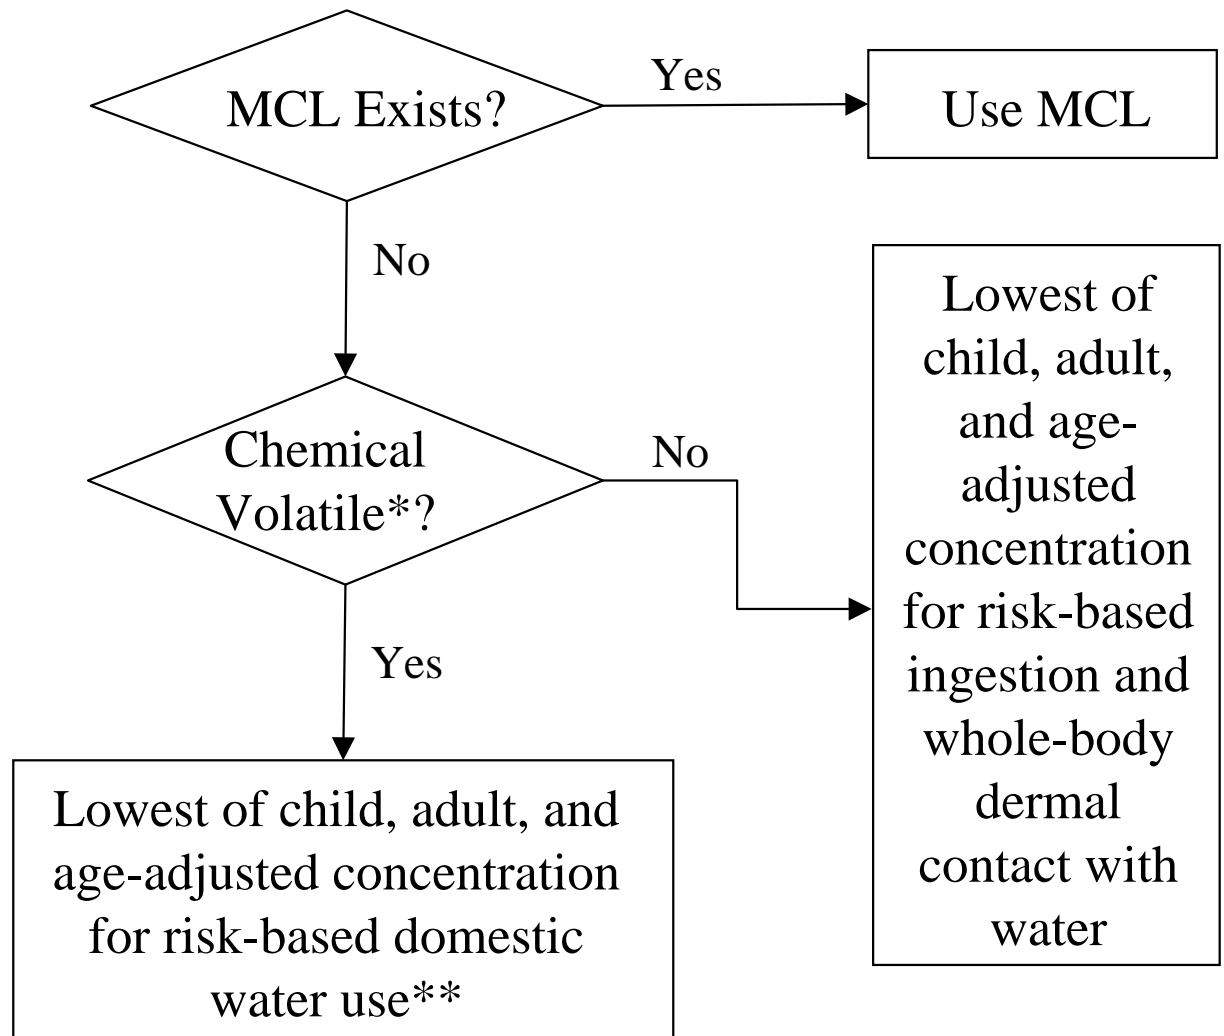 MCL Exists?
Yes
Use MCL
No
Chemical
Volatile*?
No
Lowest of
child, adult,
and age-
adjusted
concentration
for risk-based
ingestion and
whole-body
dermal
contact with
water
Yes
Lowest of child, adult, and
age-adjusted concentration
for risk-based domestic
water use**